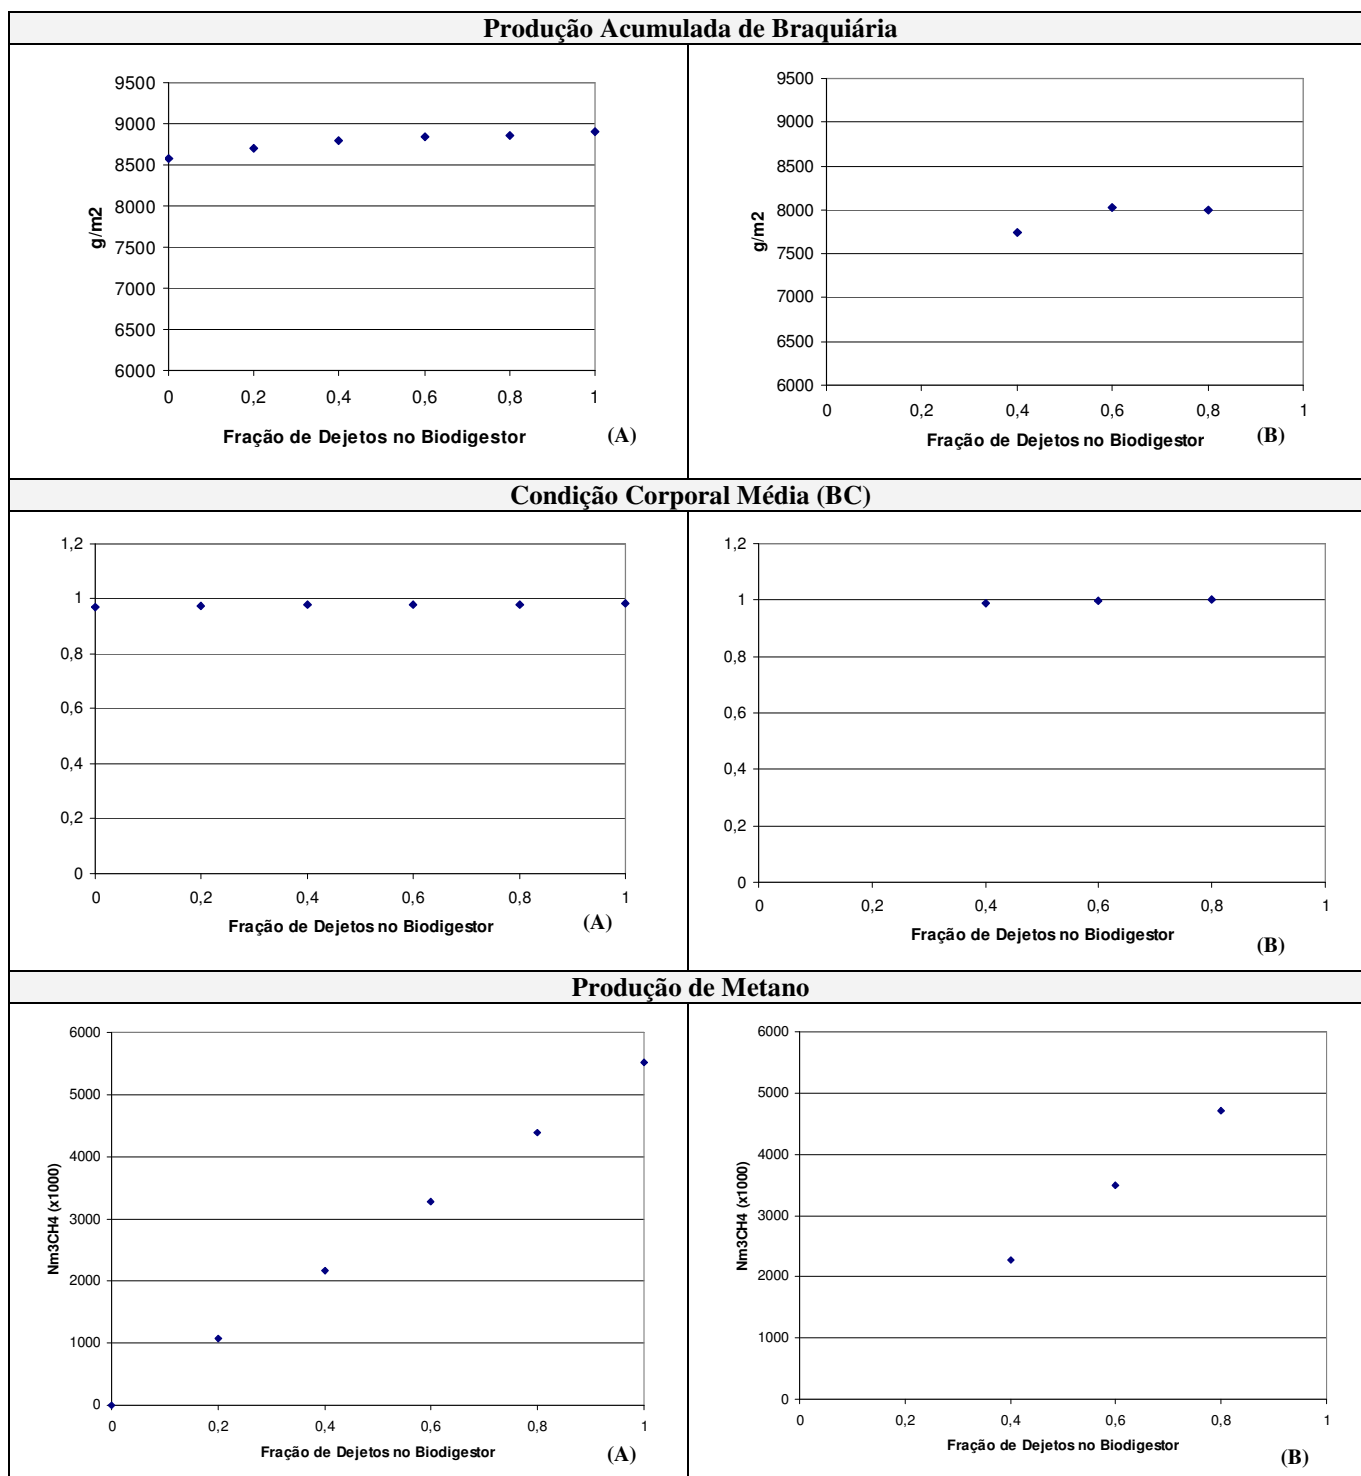 Produção Acumulada de Braquiária
9500
9000
8500
8000
7500
7000
6500
6000
g/m2
0 0,2 0,4 0,6 0,8 1
Fração de Dejetos no Biodigestor (A)
9500
9000
8500
8000
7500
7000
6500
6000
g/m2
0 0,2 0,4 0,6 0,8 1
Fração de Dejetos no Biodigestor (B)
Condição Corporal Média (BC)
1,2
1
0,8
0,6
0,4
0,2
0
0 0,2 0,4 0,6 0,8 1
Fração de Dejetos no Biodigestor (A)
1,2
1
0,8
0,6
0,4
0,2
0
0 0,2 0,4 0,6 0,8 1
Fração de Dejetos no Biodigestor (B)
Produção de Metano
6000
5000
4000
3000
2000
1000
0
Nm3CH4 (x1000)
0 0,2 0,4 0,6 0,8 1
Fração de Dejetos no Biodigestor (A)
6000
5000
4000
3000
2000
1000
0
Nm3CH4 (x1000)
0 0,2 0,4 0,6 0,8 1
Fração de Dejetos no Biodigestor (B)